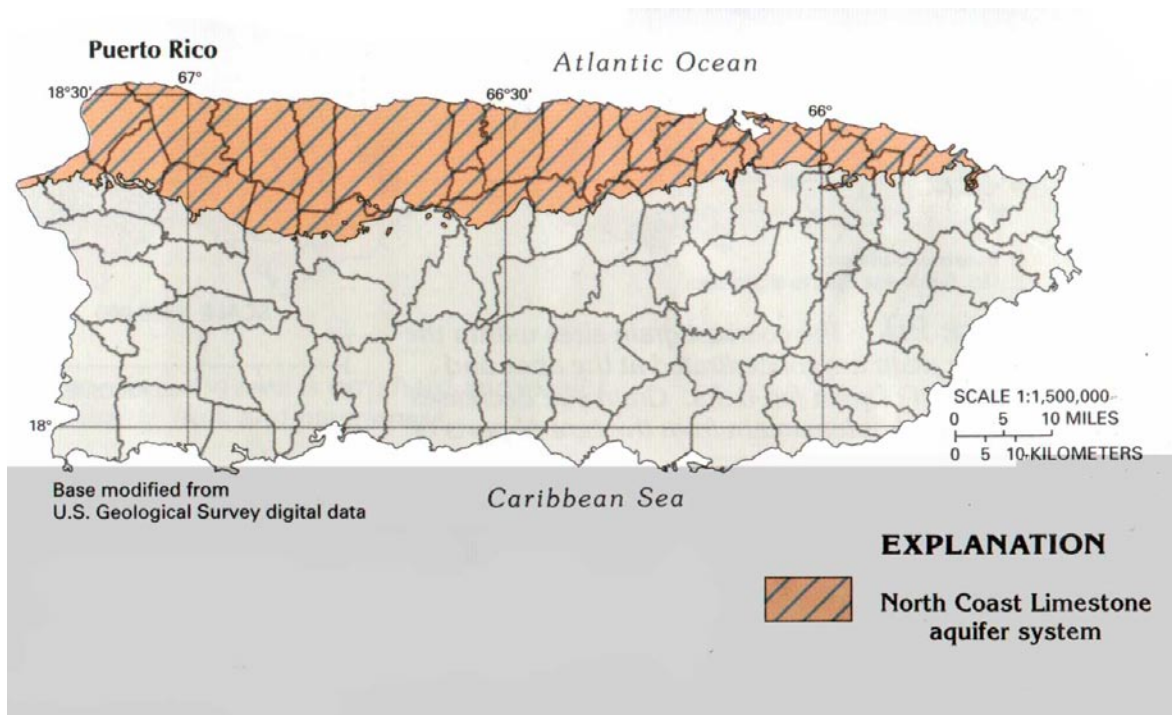 Puerto Rico
Atlantic Ocean
67°
18°30'
66°30'
66°
SCALE 1:1,500,000
0 5 10 MILES
0 5 10 KILOMETERS
18°
Base modified from
U.S. Geological Survey digital data
Caribbean Sea
EXPLANATION
North Coast Limestone
aquifer system